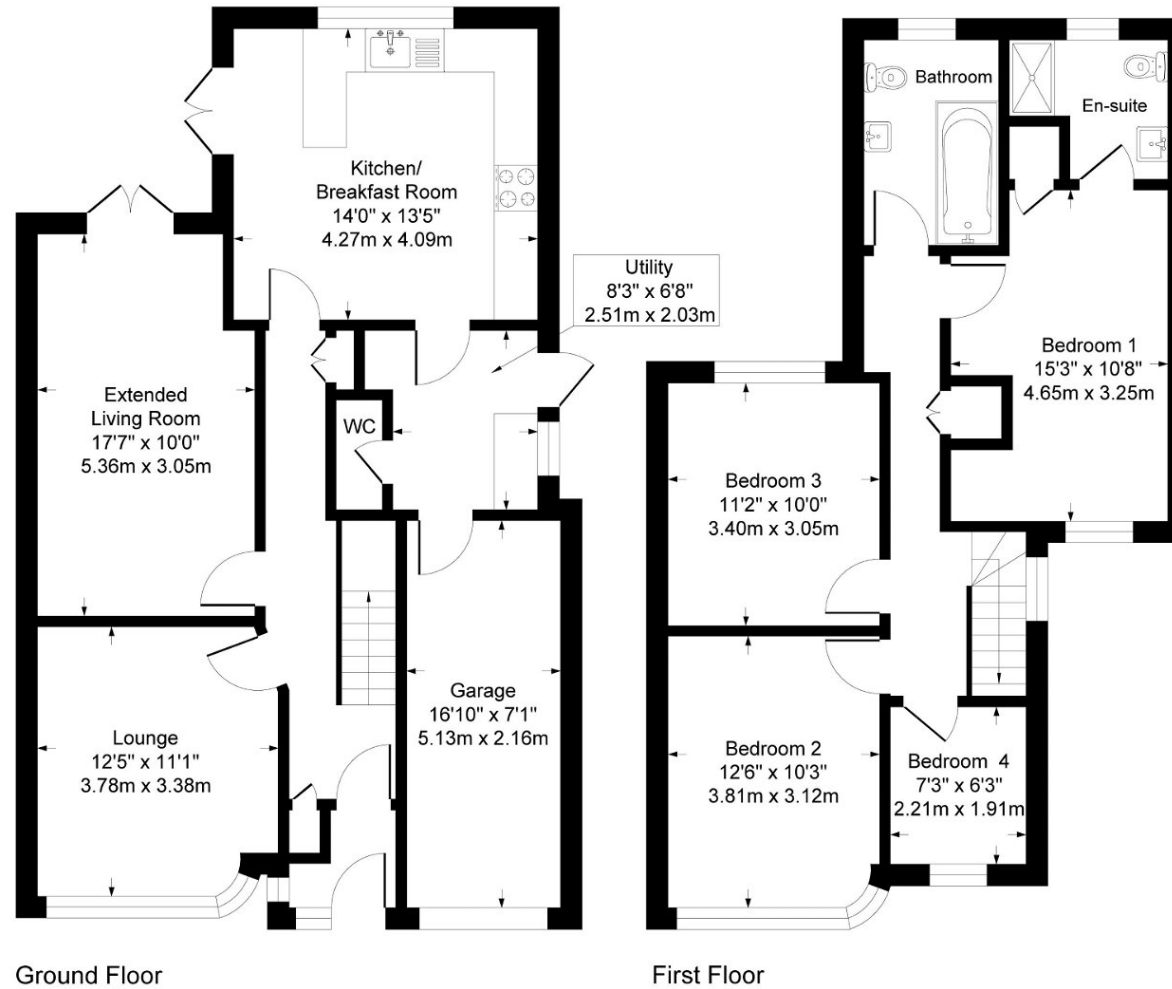 Kitchen/
Breakfast Room
14'0" x 13'5"
4.27m x 4.09m
Utility
8'3" x 6'8"
2.51m x 2.03m
Extended
Living Room
17'7" x 10'0"
5.36m x 3.05m
WC
Lounge
12'5" x 11'1"
3.78m x 3.38m
Garage
16'10" x 7'1"
5.13m x 2.16m
Ground Floor
Bathroom
En-suite
Bedroom 1
15'3" x 10'8"
4.65m x 3.25m
Bedroom 3
11'2" x 10'0"
3.40m x 3.05m
Bedroom 2
12'6" x 10'3"
3.81m x 3.12m
Bedroom 4
7'3" x 6'3"
2.21m x 1.91m
First Floor